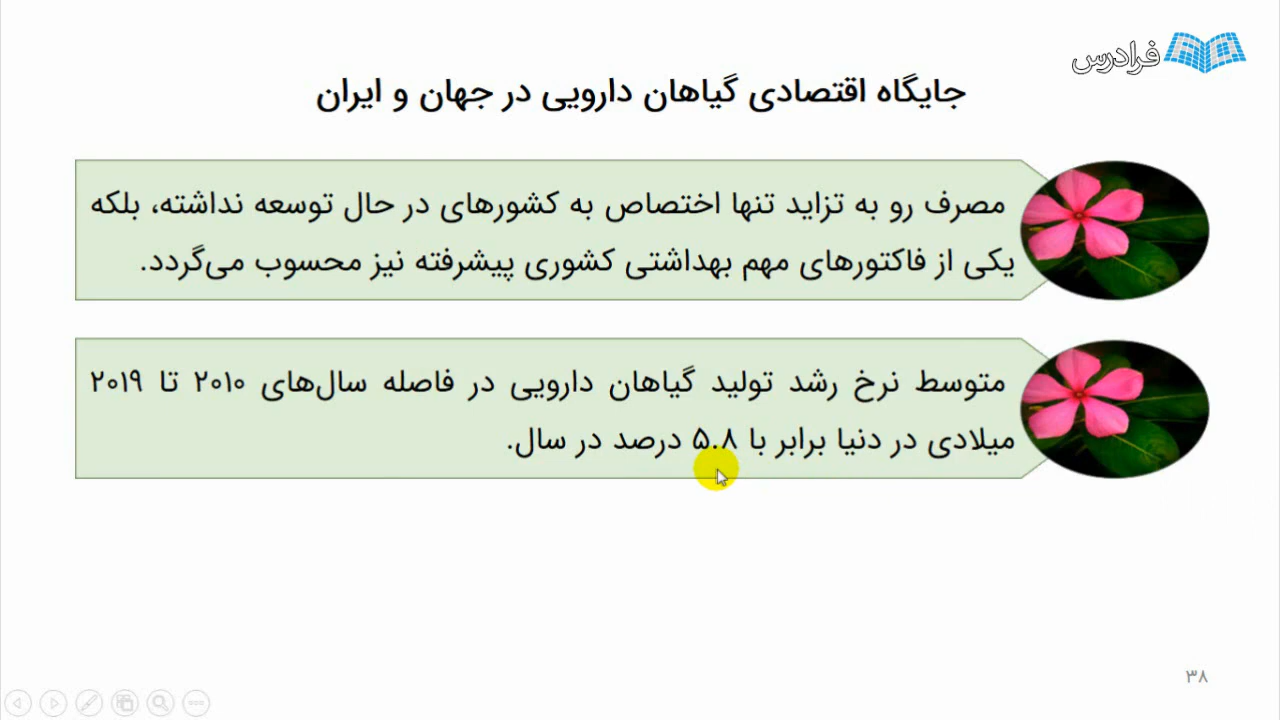 فرادرس
جایگاه اقتصادی گیاهان دارویی در جهان و ایران
مصرف رو به تزاید تنها اختصاص به کشورهای در حال توسعه نداشته، بلکه
یکی از فاکتورهای مهم بهداشتی کشوری پیشرفته نیز محسوب می‌گردد.
متوسط نرخ رشد تولید گیاهان دارویی در فاصله سال‌های ۲۰۱۰ تا ۲۰۱۹
میلادی در دنیا برابر با ۵.۸ درصد در سال.
۳۸